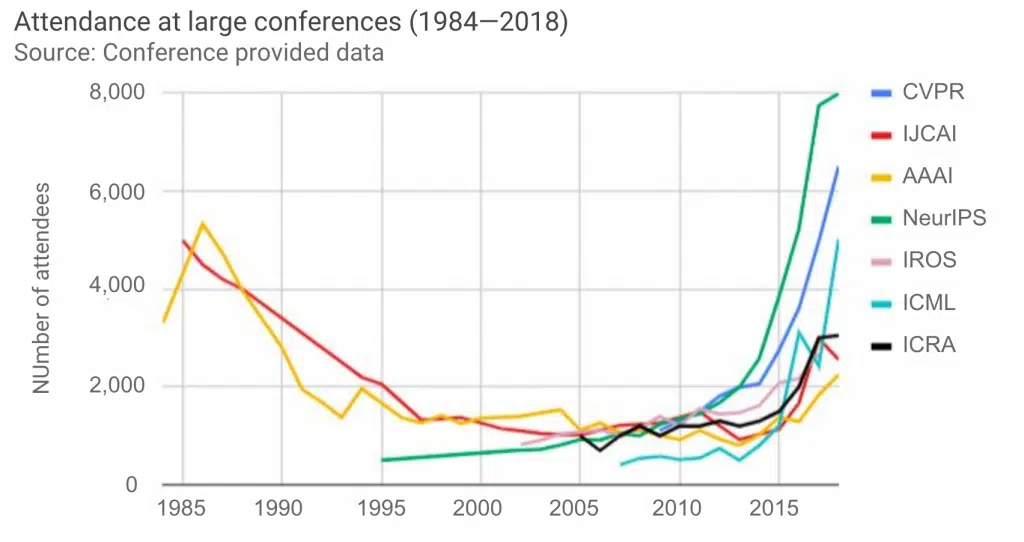 Attendance at large conferences (1984—2018)
Source: Conference provided data
8,000
6,000
4,000
2,000
0
NUmber of attendees
1985 1990 1995 2000 2005 2010 2015
CVPR
IJCAI
AAAI
NeurIPS
IROS
ICML
ICRA